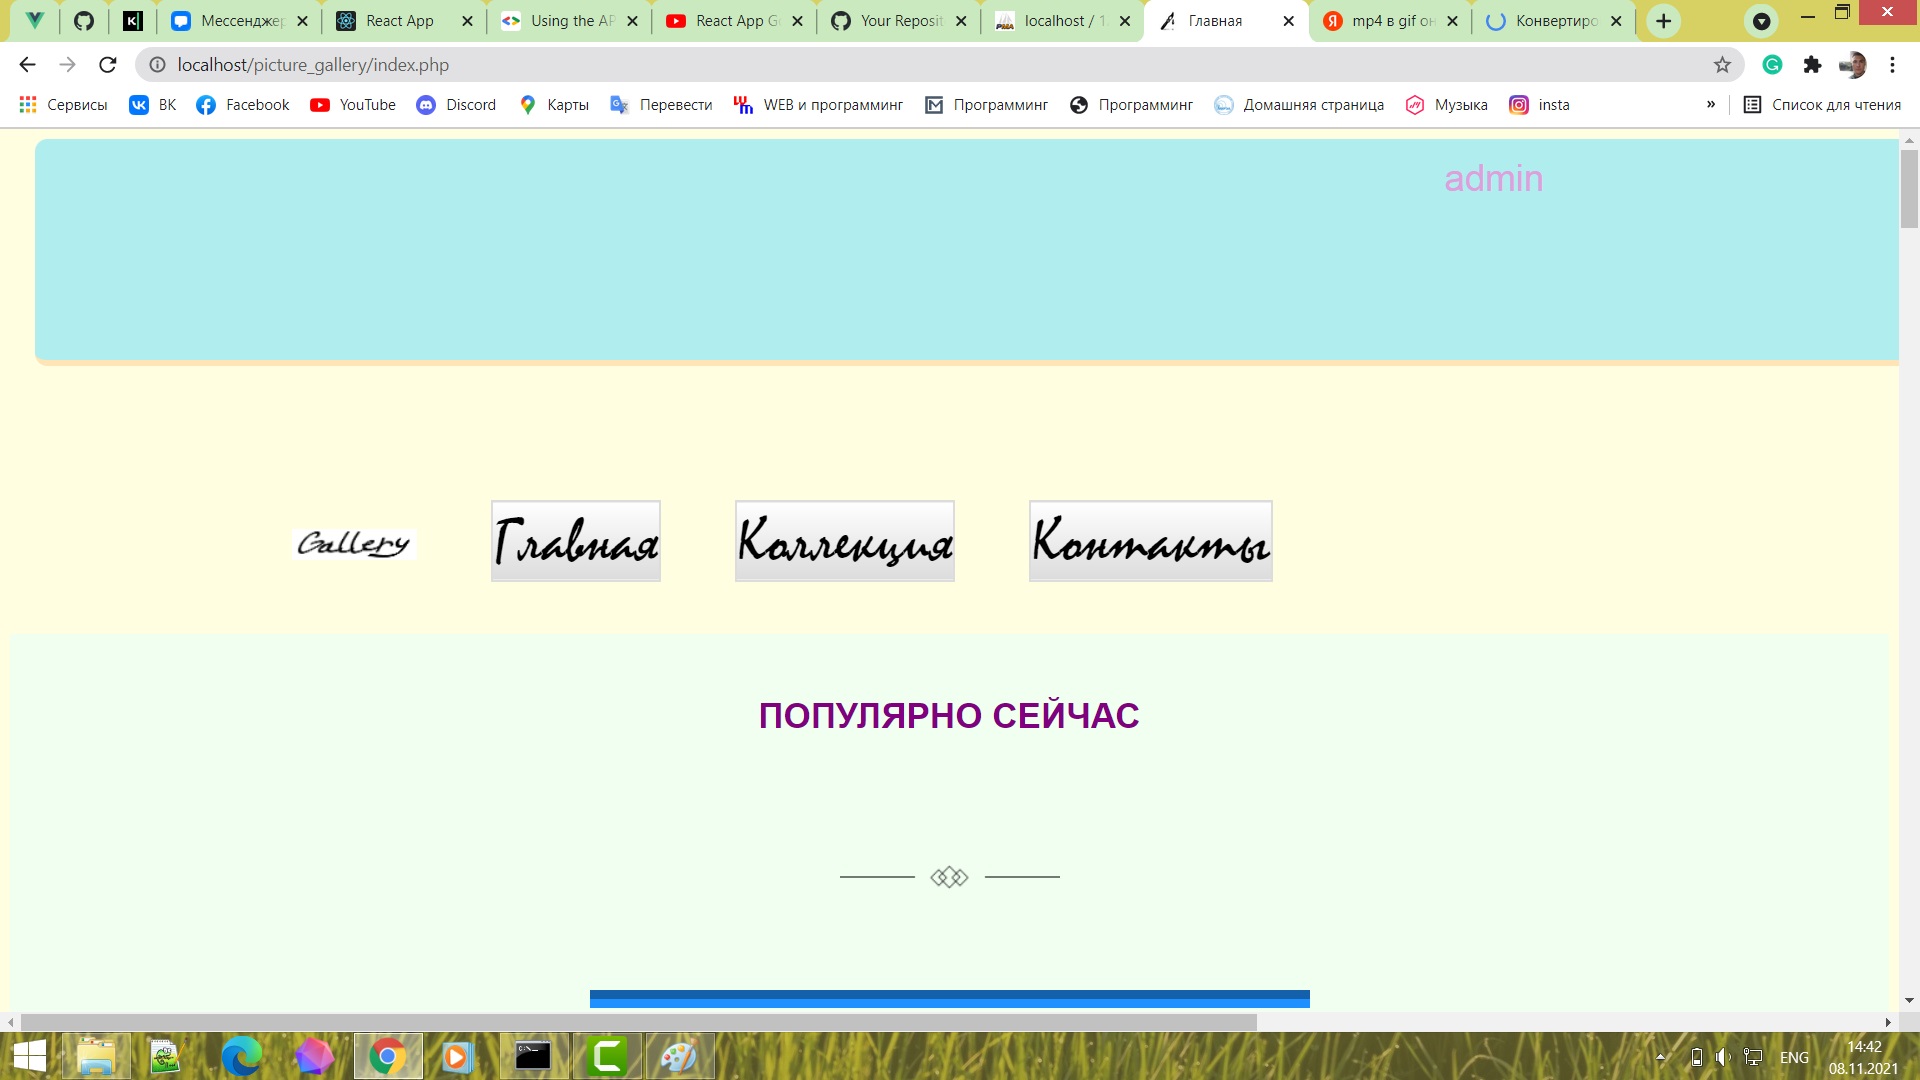 Мессенджер
React App
Using the AP
React App G
Your Reposit
localhost / 1
Главная
mp4 в gif он
Конвертиро
localhost/picture_gallery/index.php
Сервисы
ВК
Facebook
YouTube
Discord
Карты
Перевести
WEB и программинг
Программинг
Программинг
Домашняя страница
Музыка
insta
»
Список для чтения
admin
Gallery
Главная
Коллекция
Контакты
ПОПУЛЯРНО СЕЙЧАС
ENG
14:42
08.11.2021